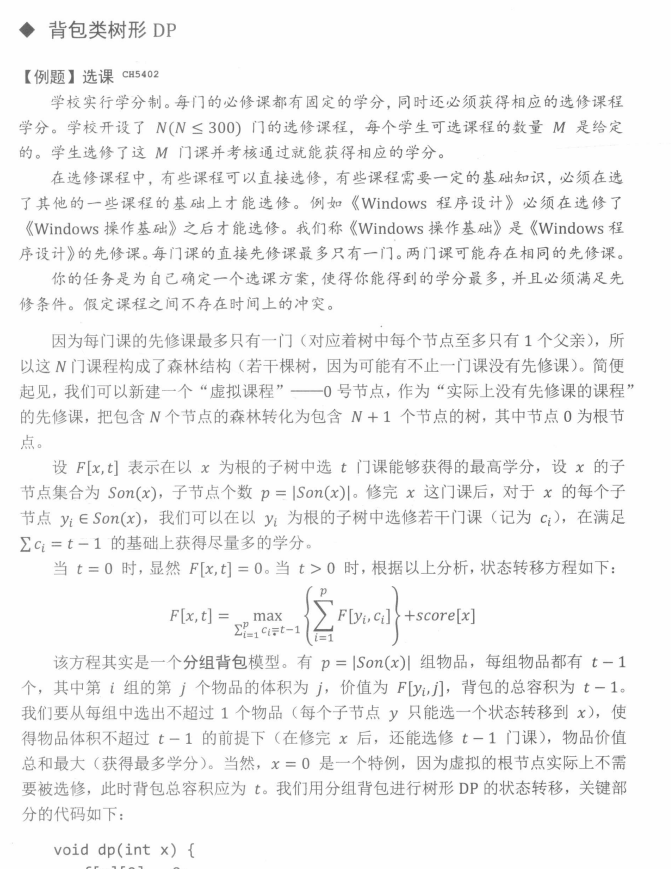 ◆ 背包类树形 DP
【例题】选课 CH5402
学校实行学分制。每门的必修课都有固定的学分，同时还必须获得相应的选修课程
学分。学校开设了 N(N ≤ 300) 门的选修课程，每个学生可选课程的数量 M 是给定
的。学生选修了这 M 门课并考核通过就能获得相应的学分。
在选修课程中，有些课程可以直接选修，有些课程需要一定的基础知识，必须在选
了其他的一些课程的基础上才能选修。例如《Windows 程序设计》必须在选修了
《Windows 操作基础》之后才能选修。我们称《Windows 操作基础》是《Windows 程
序设计》的先修课。每门课的直接先修课最多只有一门。两门课可能存在相同的先修课。
你的任务是为自己确定一个选课方案，使得你能得到的学分最多，并且必须满足先
修条件。假定课程之间不存在时间上的冲突。
因为每门课的先修课最多只有一门（对应着树中每个节点至多只有 1 个父亲），所
以这 N 门课程构成了森林结构（若干棵树，因为可能有不止一门课没有先修课）。简便
起见，我们可以新建一个“虚拟课程”——0 号节点，作为“实际上没有先修课的课程”
的先修课，把包含 N 个节点的森林转化为包含 N + 1 个节点的树，其中节点 0 为根节
点。
设 F[x,t] 表示在以 x 为根的子树中选 t 门课能够获得的最高学分，设 x 的子
节点集合为 Son(x)，子节点个数 p = |Son(x)|。修完 x 这门课后，对于 x 的每个子
节点 yᵢ ∈ Son(x)，我们可以在以 yᵢ 为根的子树中选修若干门课（记为 cᵢ），在满足
∑cᵢ = t − 1 的基础上获得尽量多的学分。
当 t = 0 时，显然 F[x,t] = 0。当 t > 0 时，根据以上分析，状态转移方程如下：
F[x,t] = max_{∑_{i=1}^{p} cᵢ=t−1} {∑_{i=1}^{p} F[yᵢ,cᵢ]} +score[x]
该方程其实是一个分组背包模型。有 p = |Son(x)| 组物品，每组物品都有 t − 1
个，其中第 i 组的第 j 个物品的体积为 j，价值为 F[yᵢ,j]，背包的总容积为 t − 1。
我们要从每组中选出不超过 1 个物品（每个子节点 y 只能选一个状态转移到 x），使
得物品体积不超过 t − 1 的前提下（在修完 x 后，还能选修 t − 1 门课），物品价值
总和最大（获得最多学分）。当然，x = 0 是一个特例，因为虚拟的根节点实际上不需
要被选修，此时背包总容积应为 t。我们用分组背包进行树形 DP 的状态转移，关键部
分的代码如下：
void dp(int x) {